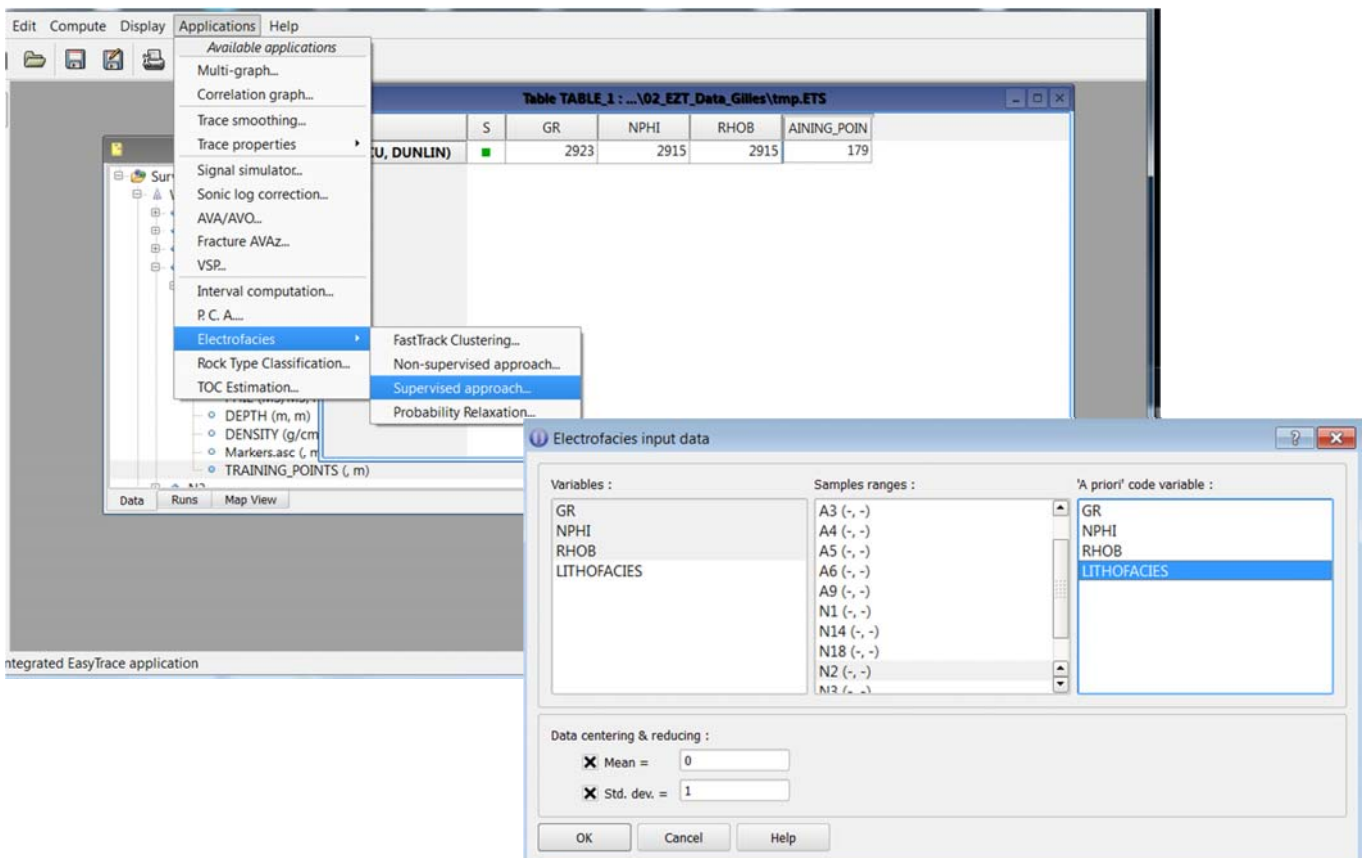 Edit Compute Display Applications Help
Available applications
Multi-graph...
Correlation graph...
Trace smoothing...
Trace properties
Signal simulator...
Sonic log correction...
AVA/AVO...
Fracture AVAz...
VSP...
Interval computation...
P. C. A....
Electrofacies
Rock Type Classification...
TOC Estimation...
FastTrack Clustering...
Non-supervised approach...
Supervised approach...
Probability Relaxation...
Table TABLE_1 : ...\02_EZT_Data_Gilles\tmp.ETS
S GR NPHI RHOB AINING_POIN
CU, DUNLIN) 2923 2915 2915 179
Sur
DEPTH (m, m)
DENSITY (g/cm
Markers.asc (, m
TRAINING_POINTS (, m)
N2
Data Runs Map View
ntegrated EasyTrace application
Electrofacies input data
Variables :
GR
NPHI
RHOB
LITHOFACIES
Samples ranges :
A3 (-, -)
A4 (-, -)
A5 (-, -)
A6 (-, -)
A9 (-, -)
N1 (-, -)
N14 (-, -)
N18 (-, -)
N2 (-, -)
N3 (-, -)
'A priori' code variable :
GR
NPHI
RHOB
LITHOFACIES
Data centering & reducing :
Mean = 0
Std. dev. = 1
OK Cancel Help